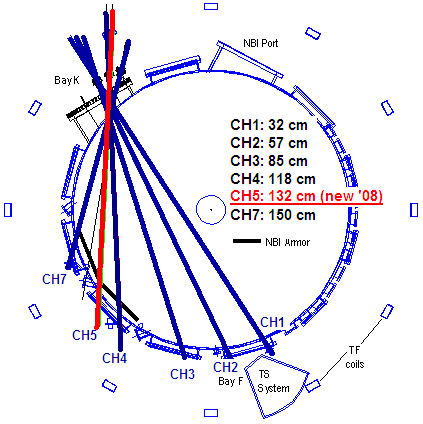 NBI Port
Bay K
CH1: 32 cm
CH2: 57 cm
CH3: 85 cm
CH4: 118 cm
CH5: 132 cm (new '08)
CH7: 150 cm
NBI Armor
CH7
CH5
CH4
CH3
CH2
CH1
Bay F
TS
System
TF
coils